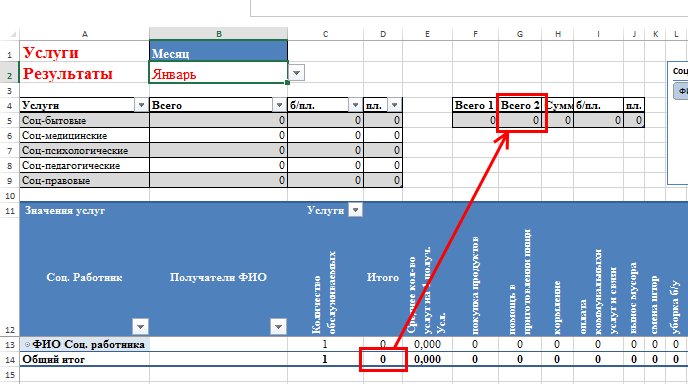 A B C D E F G H I J K L
1 Услуги Месяц
2 Результаты Январь
Соц
ФИ
3
4 Услуги Всего б/пл. пл. Всего 1 Всего 2 Сумм б/пл. пл.
5 Соц-бытовые 0 0 0 0 0 0 0 0
6 Соц-медицинские 0 0 0
7 Соц-психологические 0 0 0
8 Соц-педагогические 0 0 0
9 Соц-правовые 0 0 0
10
11 Значения услуг Услуги
12 Соц. Работник Получатели ФИО
Количество
обслуживаемых
Итого
Среднее кол-во
услуг на 1 получ.
Усл.
покупка продуктов
помощь в
приготовлении пищи
кормление
оплата
коммунальныхи
услуг и связи
вынос мусора
смена штор
уборка б/у
13 ФИО Соц. работника 1 0 0,000 0 0 0 0 0 0 0
14 Общий итог 1 0 0,000 0 0 0 0 0 0 0
15